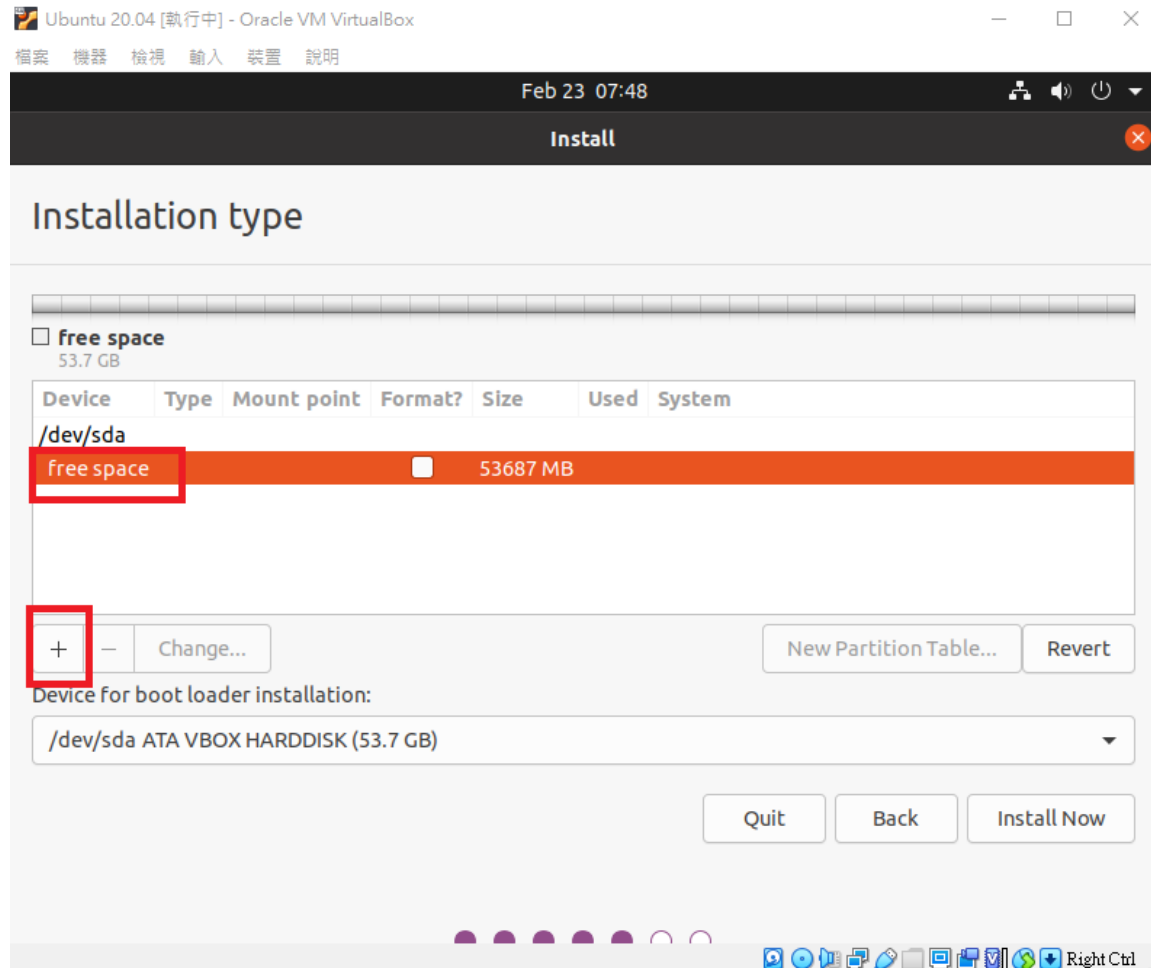 Ubuntu 20.04 [執行中] - Oracle VM VirtualBox
檔案 機器 檢視 輸入 裝置 說明
Feb 23 07:48
Install
Installation type
free space
53.7 GB
Device Type Mount point Format? Size Used System
/dev/sda
free space 53687 MB
+ — Change... New Partition Table... Revert
Device for boot loader installation:
/dev/sda ATA VBOX HARDDISK (53.7 GB)
Quit Back Install Now
Right Ctrl